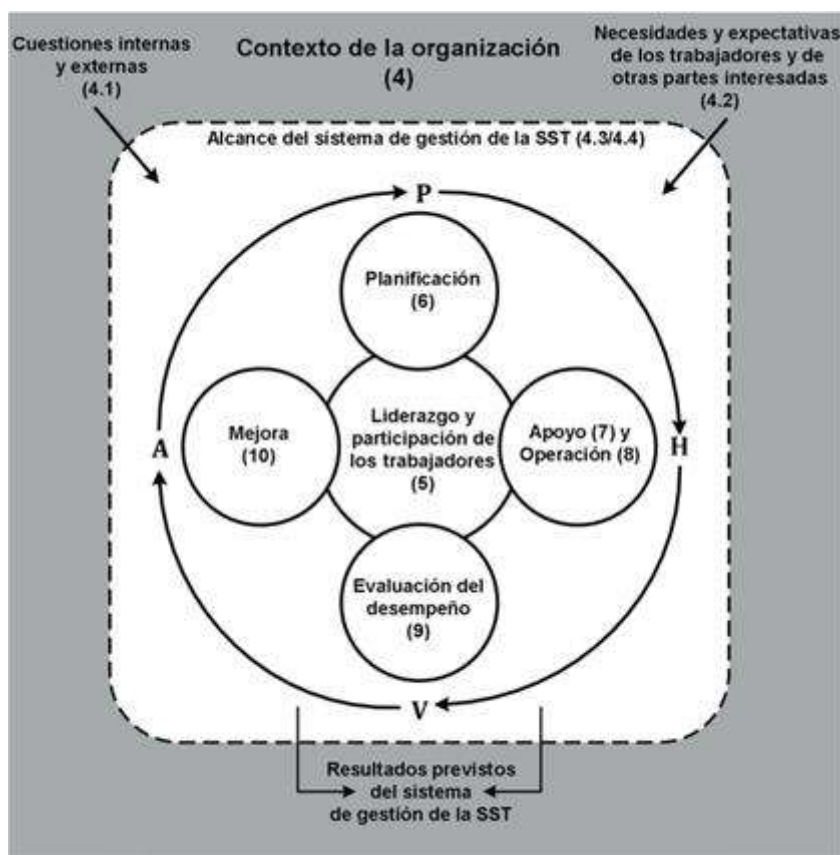 Cuestiones internas
y externas
(4.1)
Contexto de la organización
(4)
Necesidades y expectativas
de los trabajadores y de
otras partes interesadas
(4.2)
Alcance del sistema de gestión de la SST (4.3/4.4)
P
Planificación
(6)
A
Mejora
(10)
Liderazgo y
participación de
los trabajadores
(5)
Apoyo (7) y
Operación (8)
H
Evaluación del
desempeño
(9)
V
Resultados previstos
del sistema
de gestión de la SST